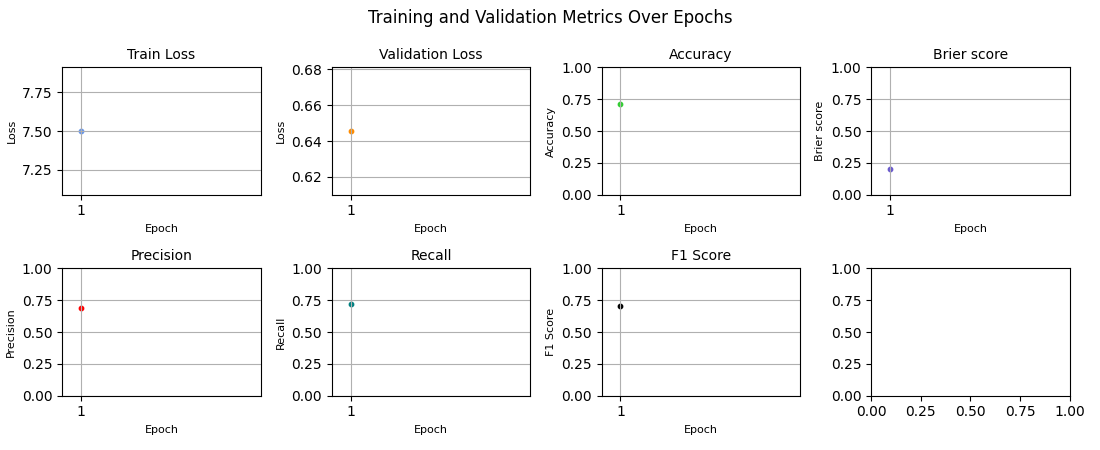 Training and Validation Metrics Over Epochs
Train Loss
7.75
7.50
7.25
Loss
1
Epoch
Validation Loss
0.68
0.66
0.64
0.62
Loss
1
Epoch
Accuracy
1.00
0.75
0.50
0.25
0.00
Accuracy
1
Epoch
Brier score
1.00
0.75
0.50
0.25
0.00
Brier score
1
Epoch
Precision
1.00
0.75
0.50
0.25
0.00
Precision
1
Epoch
Recall
1.00
0.75
0.50
0.25
0.00
Recall
1
Epoch
F1 Score
1.00
0.75
0.50
0.25
0.00
F1 Score
1
Epoch
1.00
0.75
0.50
0.25
0.00
0.00 0.25 0.50 0.75 1.00